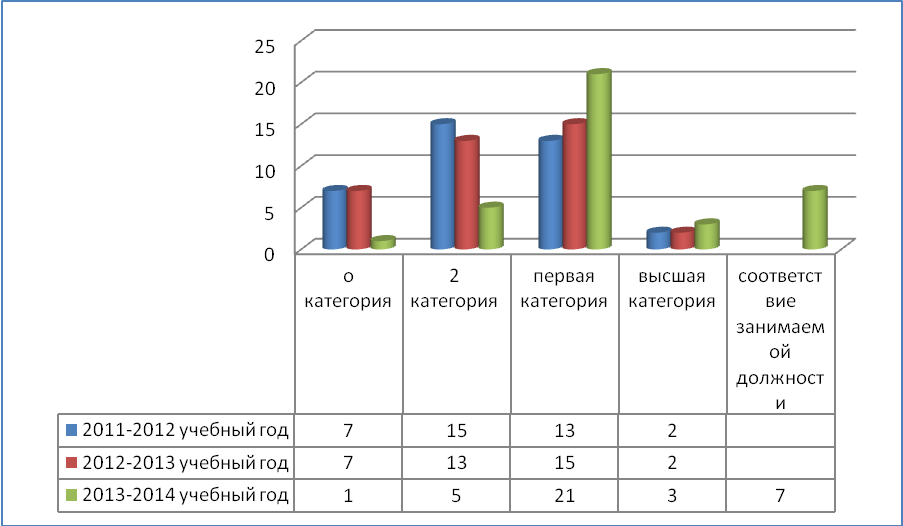 25
20
15
10
5
0
о категория
2 категория
первая категория
высшая категория
соответст
вие
занимаем
ой
должност
и
2011-2012 учебный год 7 15 13 2
2012-2013 учебный год 7 13 15 2
2013-2014 учебный год 1 5 21 3 7